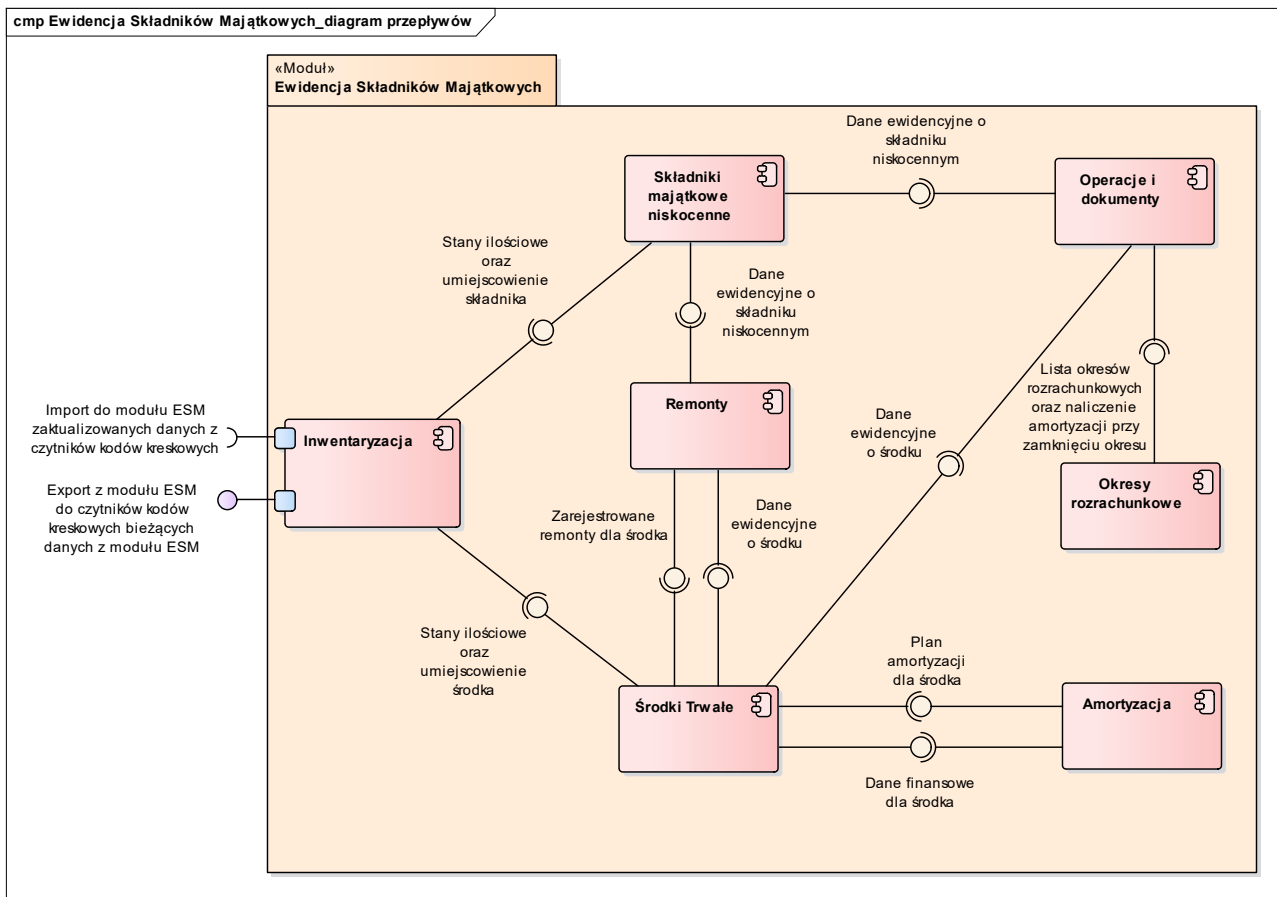 cmp Ewidencja Składników Majątkowych_diagram przepływów
«Moduł»
Ewidencja Składników Majątkowych
Dane ewidencyjne o
składniku
niskocennym
Składniki
majątkowe
niskocenne
Operacje i
dokumenty
Stany ilościowe
oraz
umiejscowienie
składnika
Dane
ewidencyjne o
składniku
niskocennym
Lista okresów
rozrachunkowych
oraz naliczenie
amortyzacji przy
zamknięciu okresu
Remonty
Import do modułu ESM
zaktualizowanych danych z
czytników kodów kreskowych
Inwentaryzacja
Dane
ewidencyjne
o środku
Export z modułu ESM
do czytników kodów
kreskowych bieżących
danych z modułu ESM
Okresy
rozrachunkowe
Zarejestrowane
remonty dla środka
Dane
ewidencyjne
o środku
Stany ilościowe
oraz
umiejscowienie
środka
Plan
amortyzacji
dla środka
Środki Trwałe
Amortyzacja
Dane finansowe
dla środka